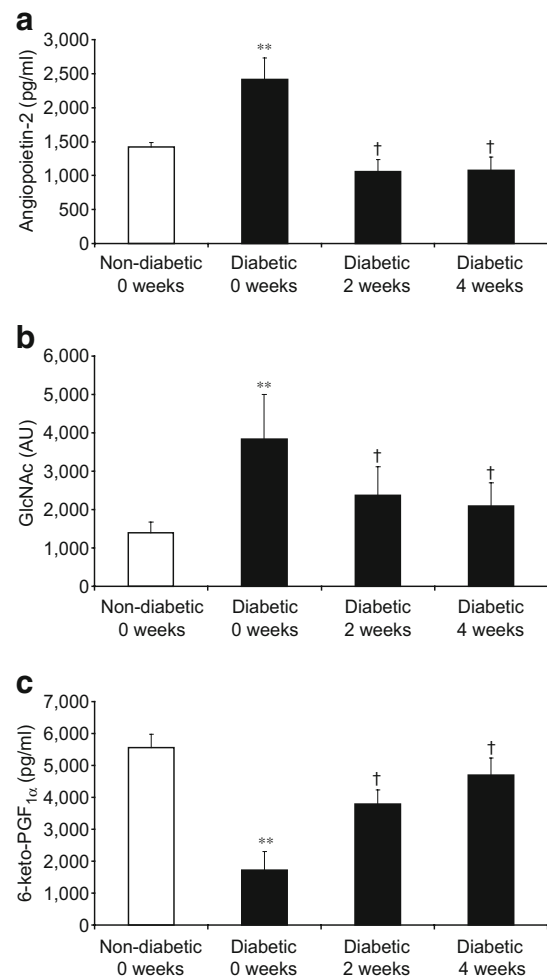 a
Angiopoietin-2 (pg/ml)
3,000
2,500
2,000
1,500
1,000
500
0
**
†
†
Non-diabetic Diabetic Diabetic Diabetic
0 weeks 0 weeks 2 weeks 4 weeks
b
GlcNAc (AU)
6,000
5,000
4,000
3,000
2,000
1,000
0
**
†
†
Non-diabetic Diabetic Diabetic Diabetic
0 weeks 0 weeks 2 weeks 4 weeks
c
6-keto-PGF1α (pg/ml)
7,000
6,000
5,000
4,000
3,000
2,000
1,000
0
**
†
†
Non-diabetic Diabetic Diabetic Diabetic
0 weeks 0 weeks 2 weeks 4 weeks